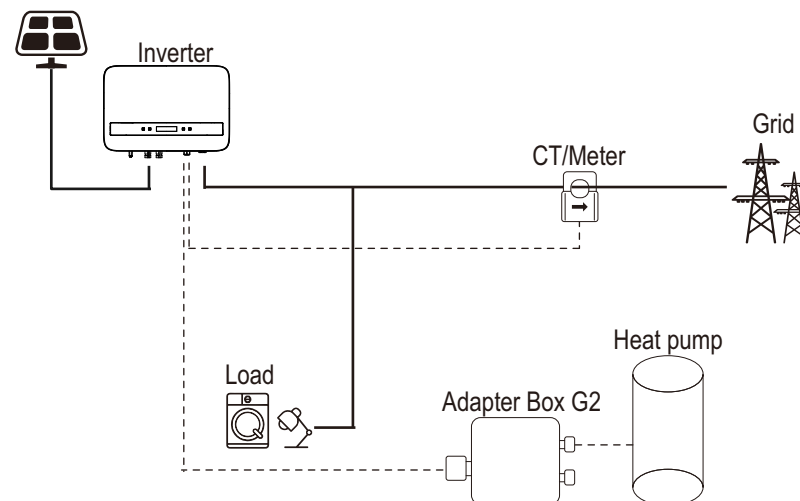 Inverter
Grid
CT/Meter
Heat pump
Load
Adapter Box G2